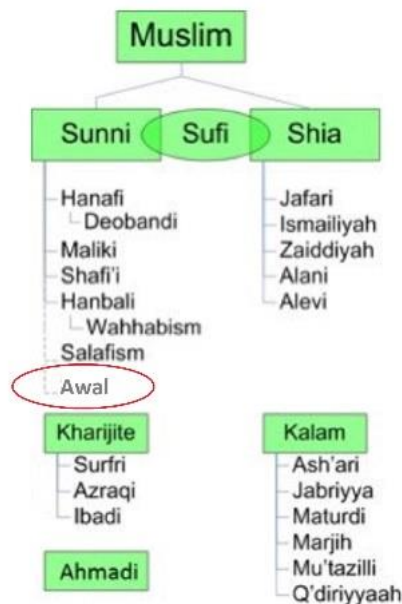 Muslim
Sunni
Sufi
Shia
Hanafi
Deobandi
Maliki
Shafi'i
Hanbali
Wahhabism
Salafism
Awal
Jafari
Ismailiyah
Zaiddiyah
Alani
Alevi
Kharijite
Surfri
Azraqi
Ibadi
Ahmadi
Kalam
Ash'ari
Jabriyya
Maturdi
Marjih
Mu'tazilli
Q'diriyyaah